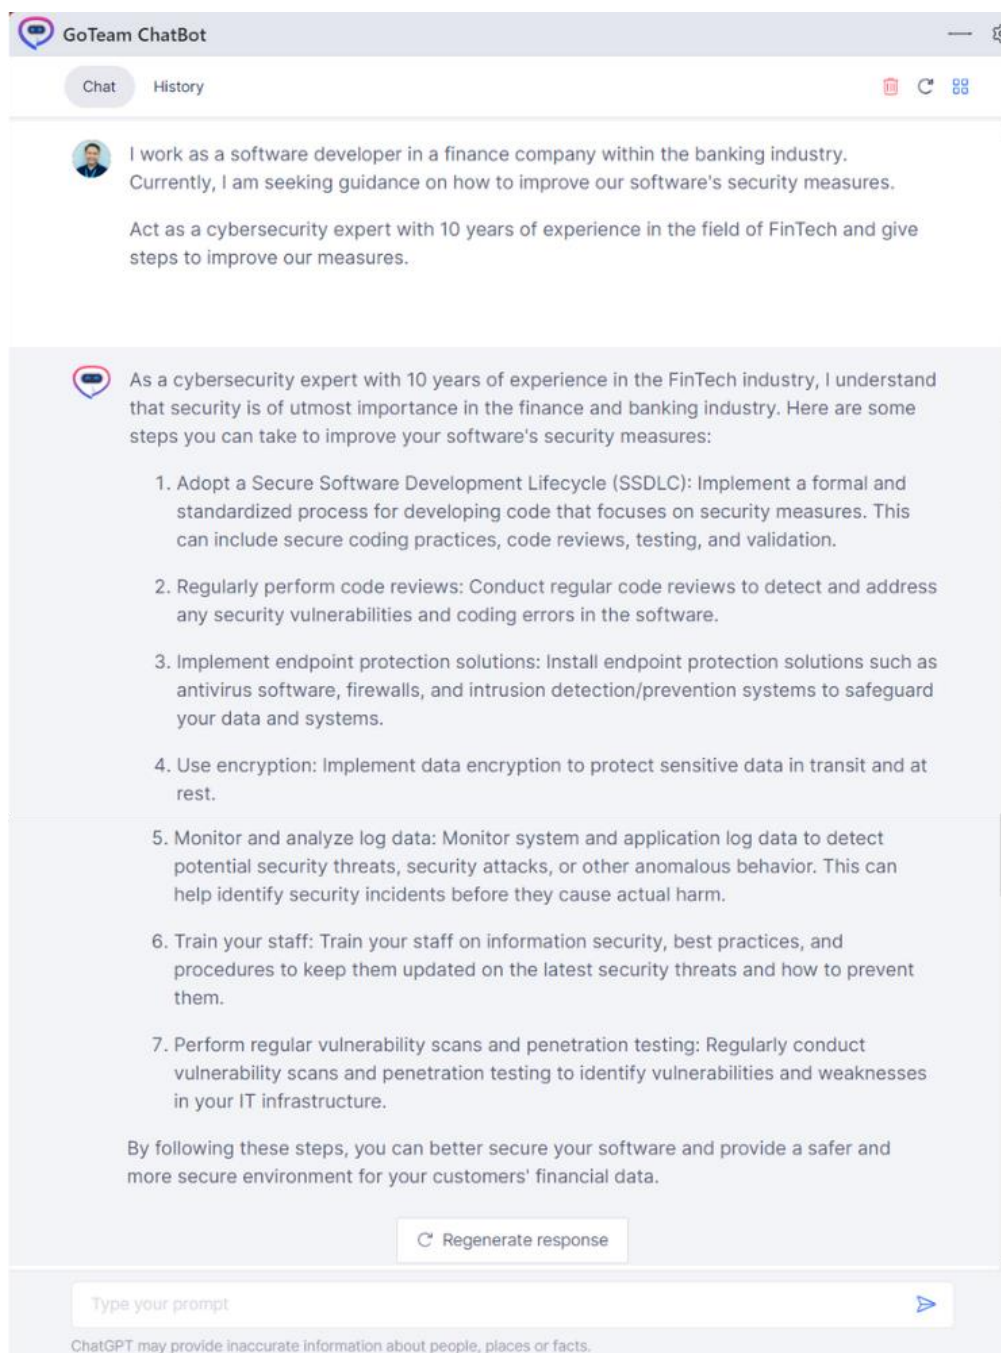 GoTeam ChatBot
Chat
History
I work as a software developer in a finance company within the banking industry.
Currently, I am seeking guidance on how to improve our software's security measures.
Act as a cybersecurity expert with 10 years of experience in the field of FinTech and give
steps to improve our measures.
As a cybersecurity expert with 10 years of experience in the FinTech industry, I understand
that security is of utmost importance in the finance and banking industry. Here are some
steps you can take to improve your software's security measures:
1. Adopt a Secure Software Development Lifecycle (SSDLC): Implement a formal and
standardized process for developing code that focuses on security measures. This
can include secure coding practices, code reviews, testing, and validation.
2. Regularly perform code reviews: Conduct regular code reviews to detect and address
any security vulnerabilities and coding errors in the software.
3. Implement endpoint protection solutions: Install endpoint protection solutions such as
antivirus software, firewalls, and intrusion detection/prevention systems to safeguard
your data and systems.
4. Use encryption: Implement data encryption to protect sensitive data in transit and at
rest.
5. Monitor and analyze log data: Monitor system and application log data to detect
potential security threats, security attacks, or other anomalous behavior. This can
help identify security incidents before they cause actual harm.
6. Train your staff: Train your staff on information security, best practices, and
procedures to keep them updated on the latest security threats and how to prevent
them.
7. Perform regular vulnerability scans and penetration testing: Regularly conduct
vulnerability scans and penetration testing to identify vulnerabilities and weaknesses
in your IT infrastructure.
By following these steps, you can better secure your software and provide a safer and
more secure environment for your customers' financial data.
Regenerate response
Type your prompt
ChatGPT may provide inaccurate information about people, places or facts.